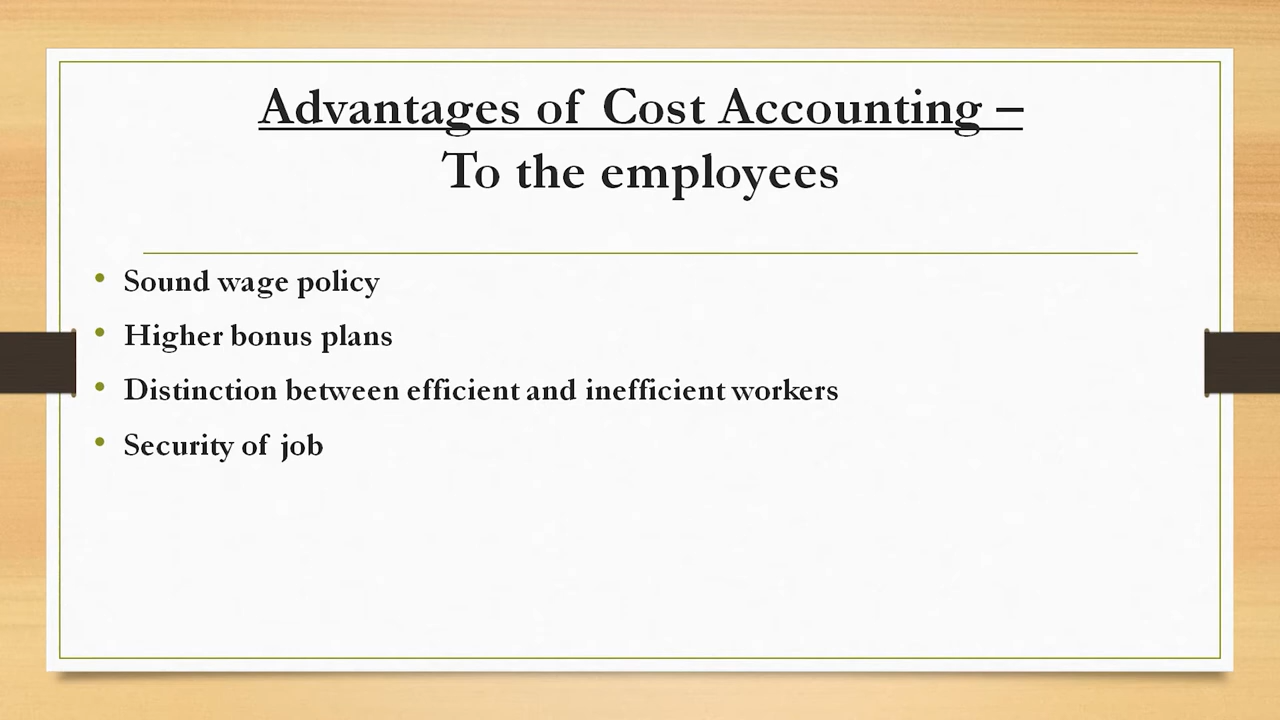 Advantages of Cost Accounting –
To the employees
• Sound wage policy
• Higher bonus plans
• Distinction between efficient and inefficient workers
• Security of job